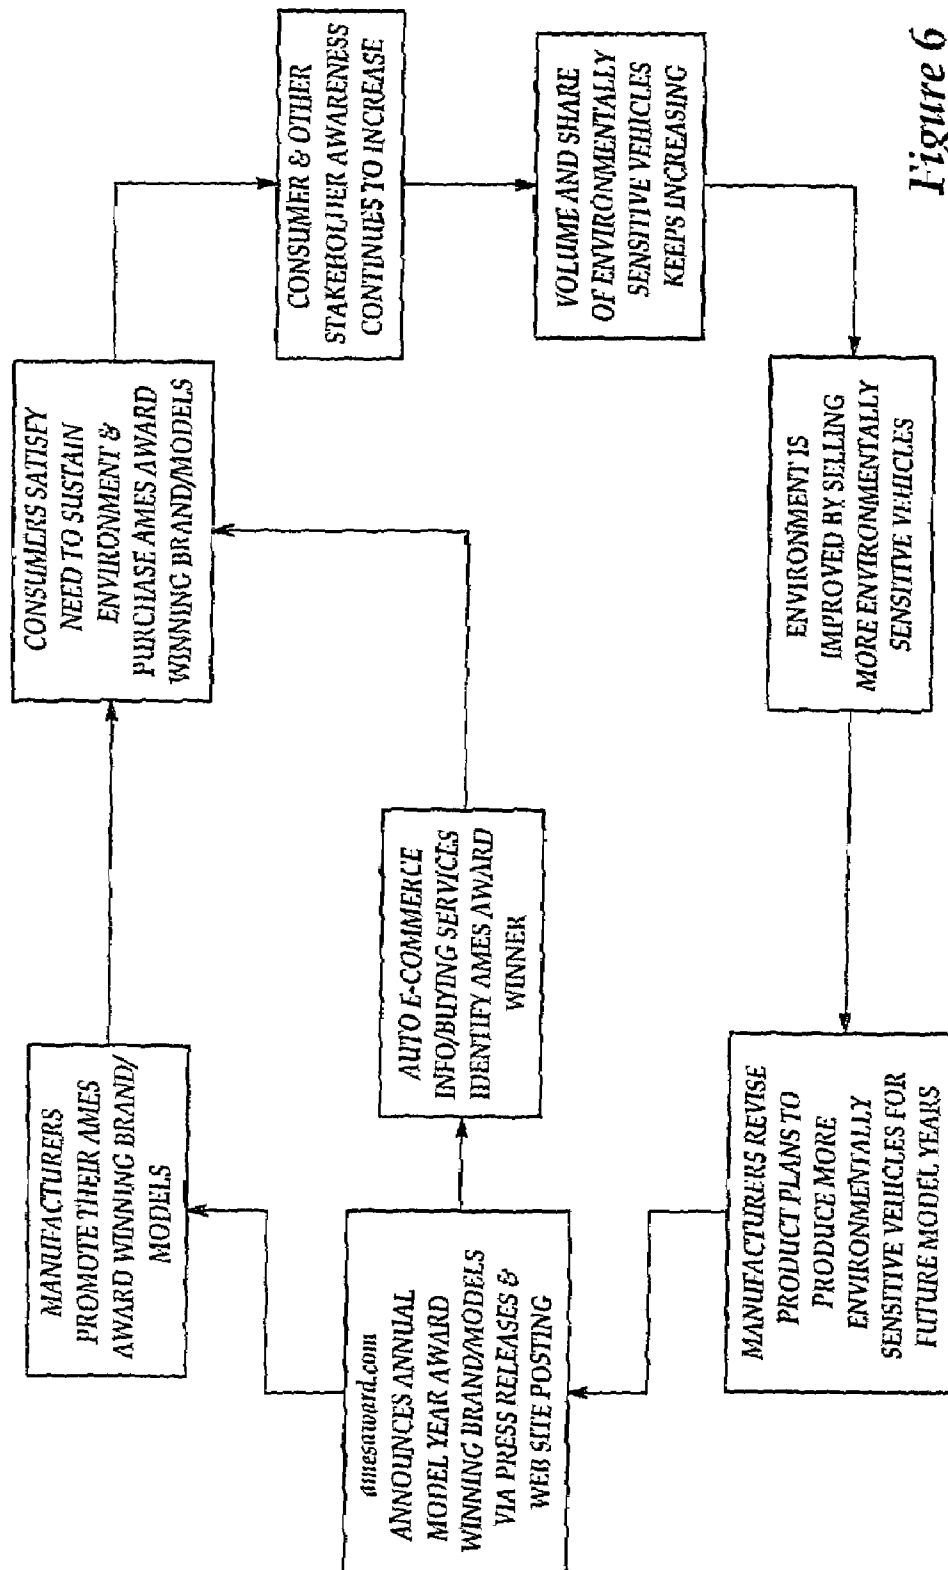 MANUFACTURERS
PROMOTE THEIR AMES
AWARD WINNING BRAND/
MODELS
CONSUMERS SATISFY
NEED TO SUSTAIN
ENVIRONMENT &
PURCHASE AMES AWARD
WINNING BRAND/MODELS
CONSUMER & OTHER
STAKEHOLDER AWARENESS
CONTINUES TO INCREASE
amesaward.com
ANNOUNCES ANNUAL
MODEL YEAR AWARD
WINNING BRAND/MODELS
VIA PRESS RELEASES &
WEB SITE POSTING
AUTO E-COMMERCE
INFO/BUYING SERVICES
IDENTIFY AMES AWARD
WINNER
VOLUME AND SHARE
OF ENVIRONMENTALLY
SENSITIVE VEHICLES
KEEPS INCREASING
MANUFACTURERS REVISE
PRODUCT PLANS TO
PRODUCE MORE
ENVIRONMENTALLY
SENSITIVE VEHICLES FOR
FUTURE MODEL YEARS
ENVIRONMENT IS
IMPROVED BY SELLING
MORE ENVIRONMENTALLY
SENSITIVE VEHICLES
Figure 6